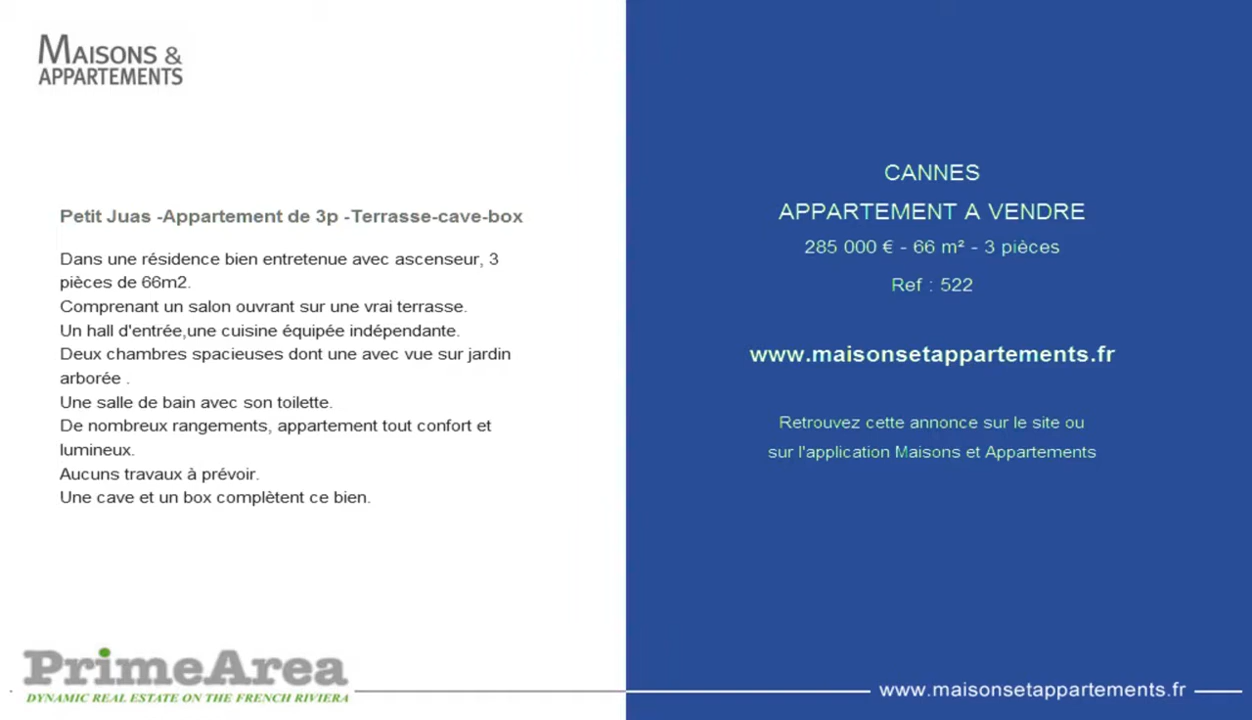 MAISONS &
APPARTEMENTS
Petit Juas -Appartement de 3p -Terrasse-cave-box
Dans une résidence bien entretenue avec ascenseur, 3
pièces de 66m2.
Comprenant un salon ouvrant sur une vrai terrasse.
Un hall d'entrée,une cuisine équipée indépendante.
Deux chambres spacieuses dont une avec vue sur jardin
arborée .
Une salle de bain avec son toilette.
De nombreux rangements, appartement tout confort et
lumineux.
Aucuns travaux à prévoir.
Une cave et un box complètent ce bien.
PrimeArea
DYNAMIC REAL ESTATE ON THE FRENCH RIVIERA
CANNES
APPARTEMENT A VENDRE
285 000 € - 66 m² - 3 pièces
Ref : 522
www.maisonsetappartements.fr
Retrouvez cette annonce sur le site ou
sur l'application Maisons et Appartements
www.maisonsetappartements.fr